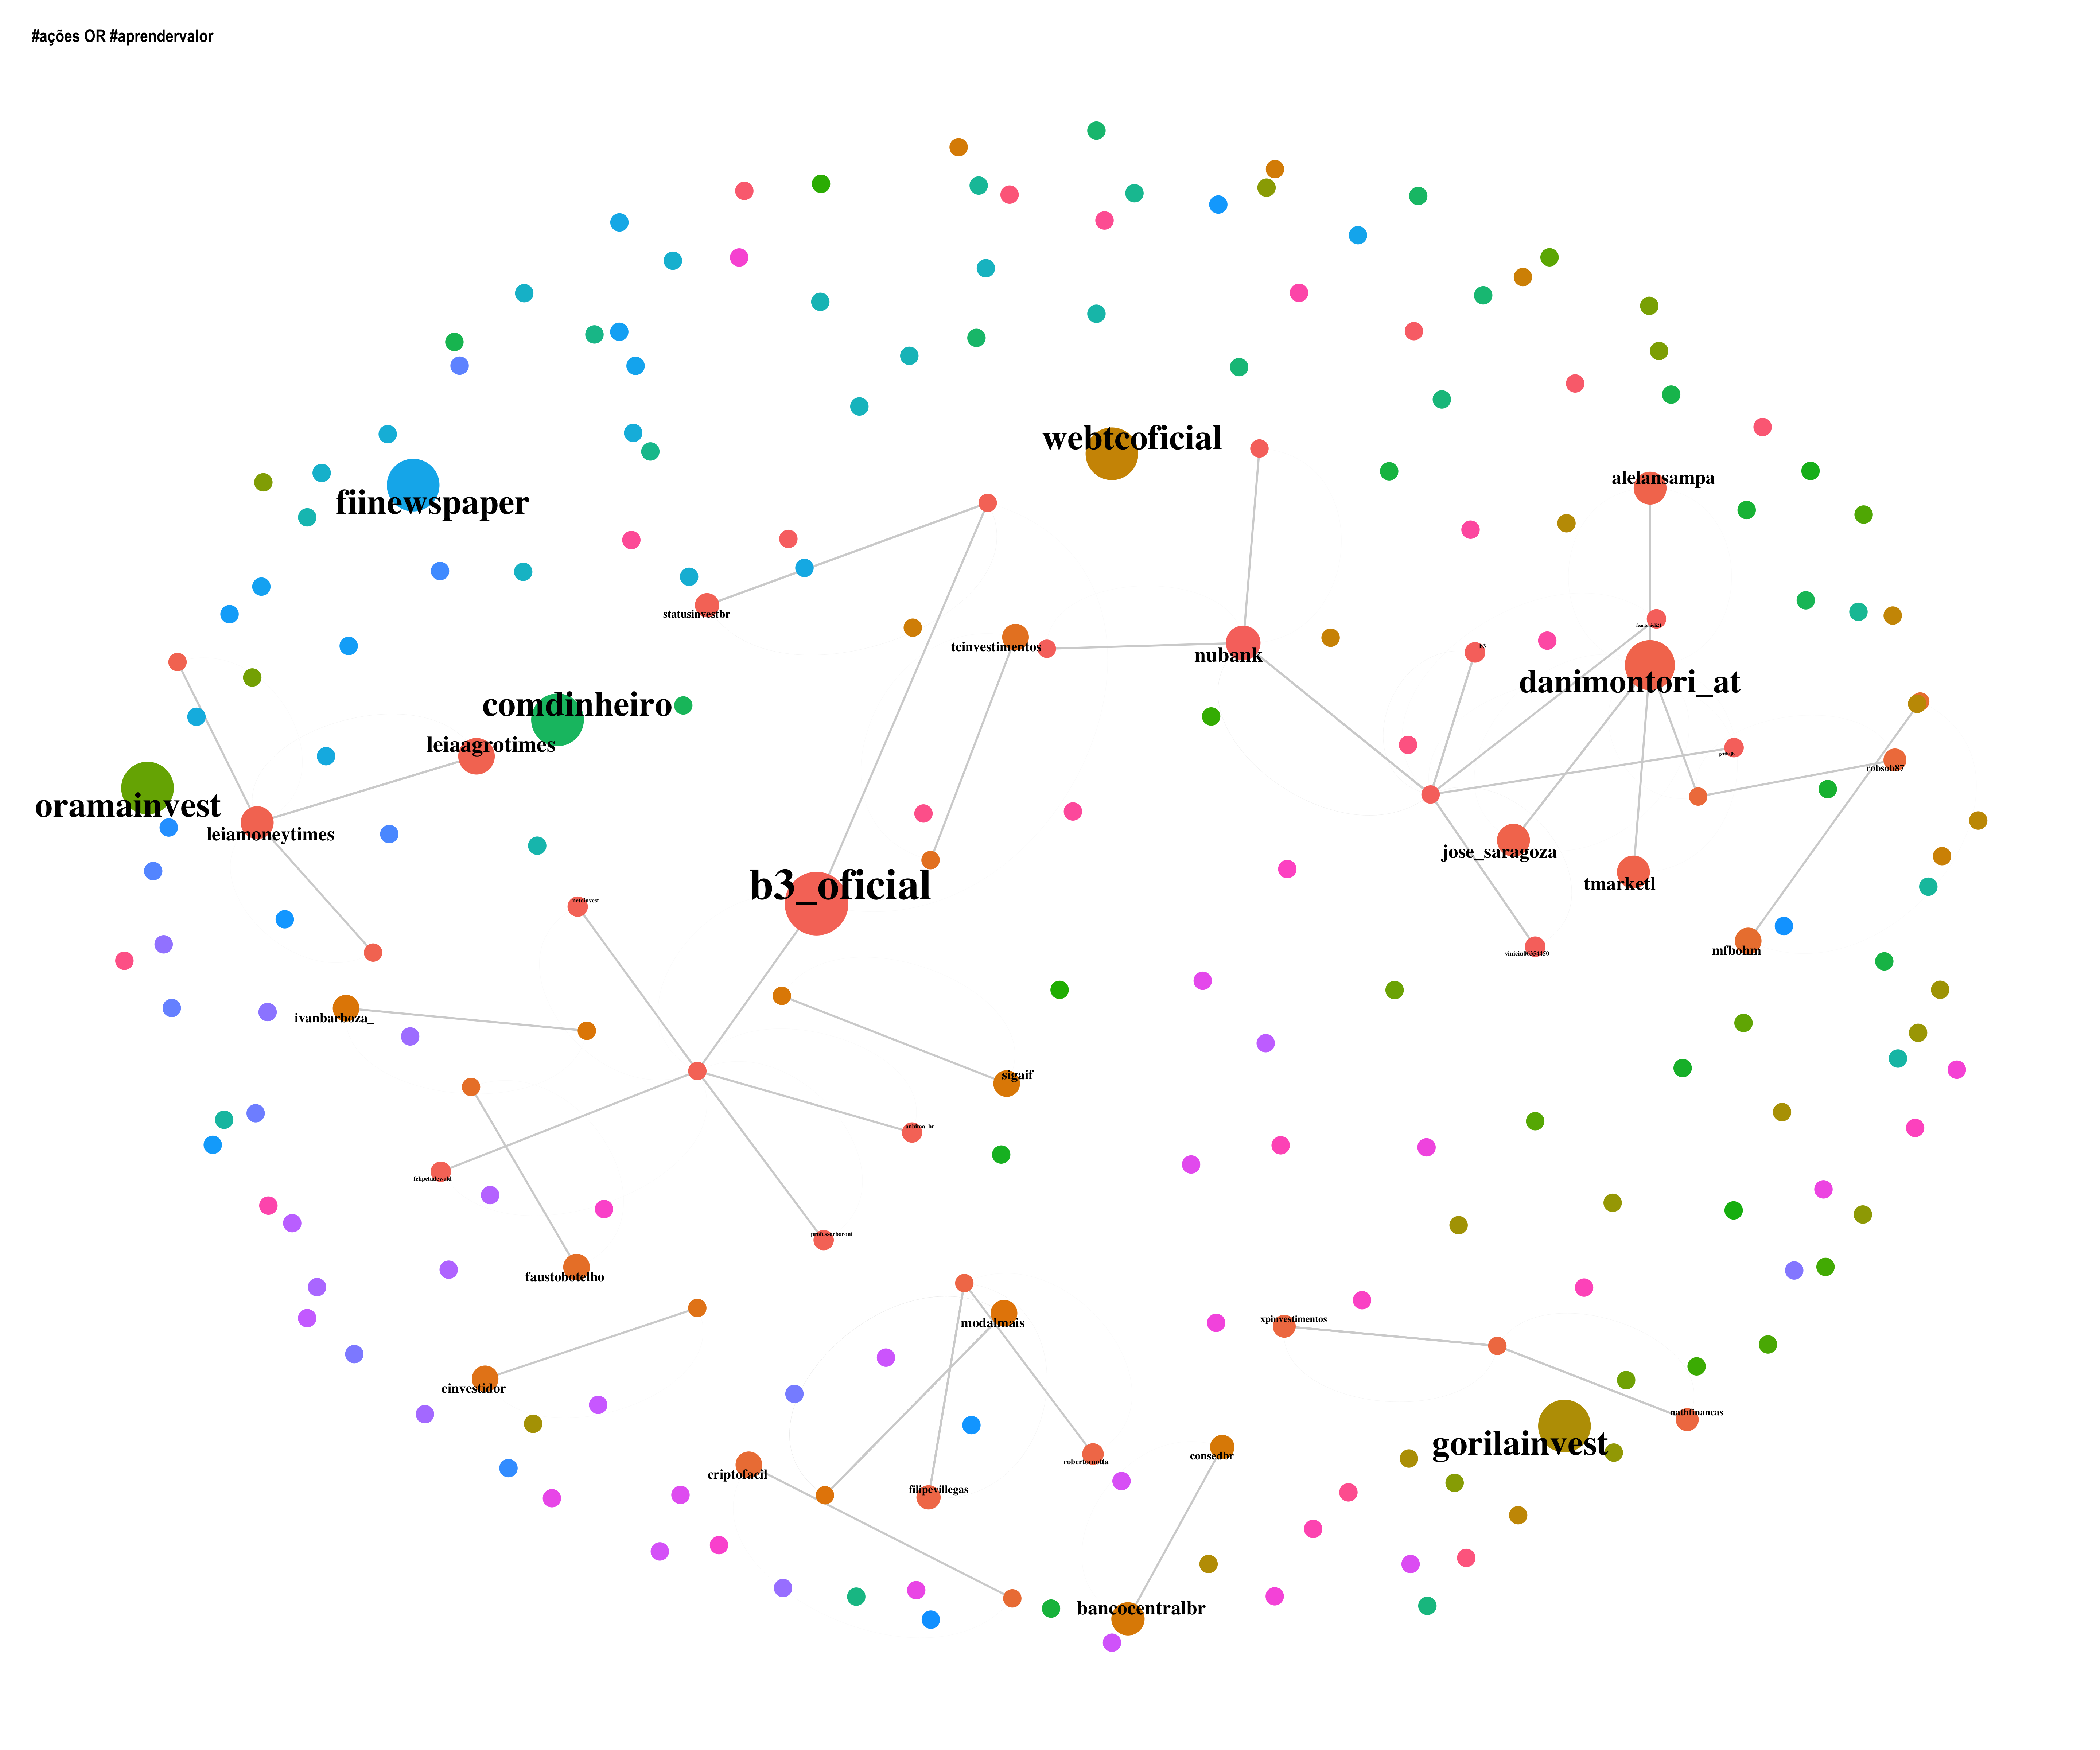 #ações OR #aprendervalor
webtcoficial
alelansampa
fiinewspaper
statusinvestbr
tcinvestimentos
nubank
danimontori_at
comdinheiro
leiaagrotimes
robsob87
oramainvest
leiamoneytimes
jose_saragoza
tmarketl
b3_oficial
mfbohm
viniciu06354450
ivanbarboza_
sigaif
professorbaroni
faustobotelho
xpinvestimentos
modalmais
einvestidor
nathfinancas
gorilainvest
consedbr
_robertomotta
criptofacil
filipevillegas
bancocentralbr